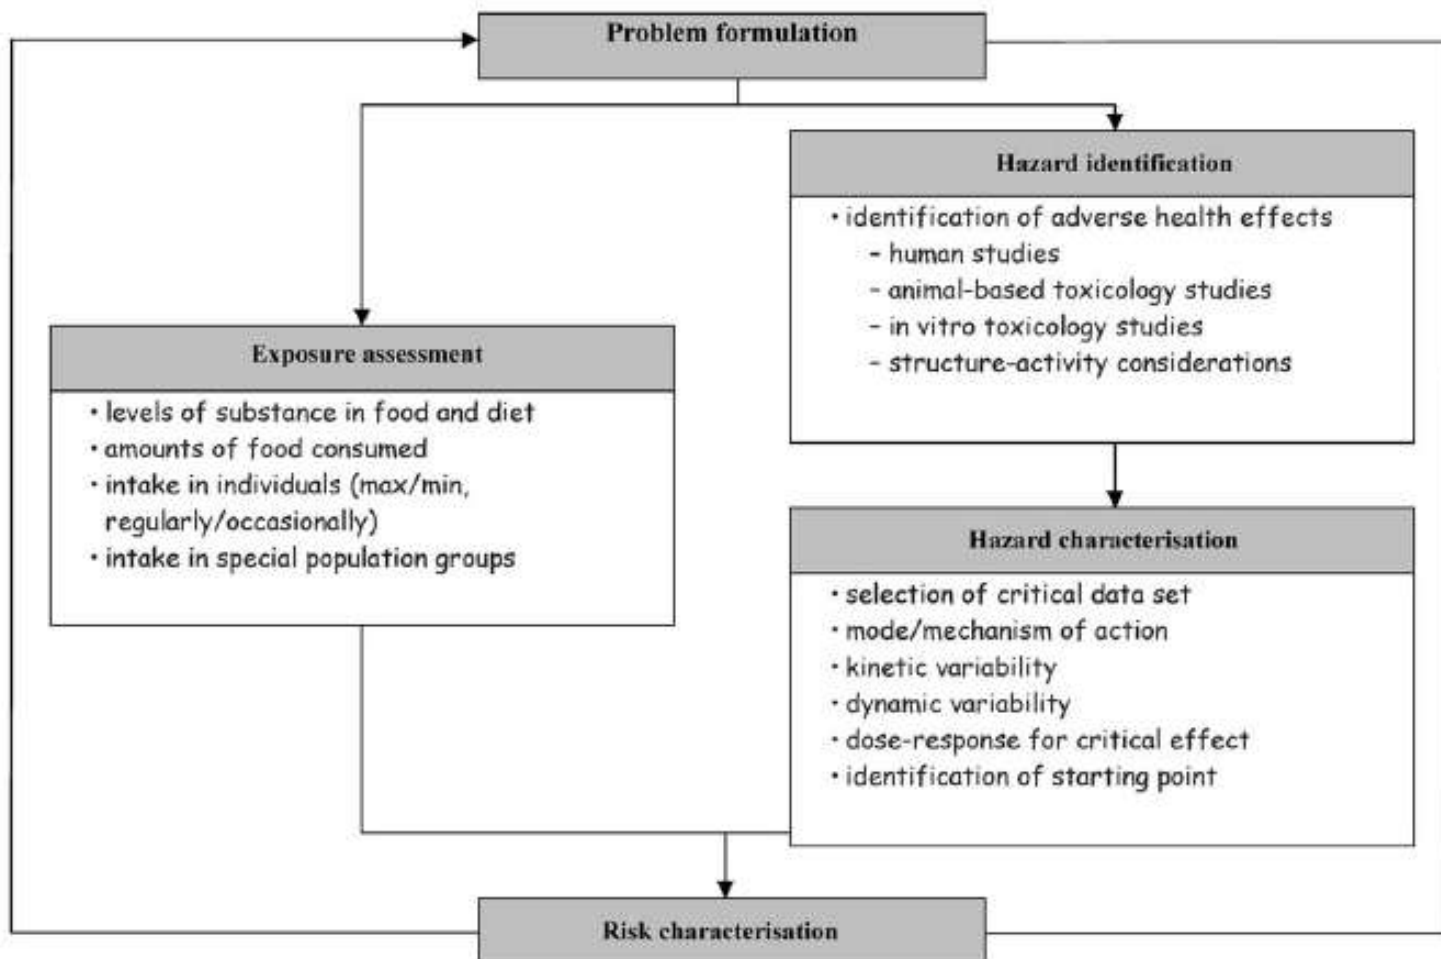 Problem formulation
Hazard identification
• identification of adverse health effects
– human studies
– animal-based toxicology studies
– in vitro toxicology studies
– structure-activity considerations
Exposure assessment
• levels of substance in food and diet
• amounts of food consumed
• intake in individuals (max/min,
regularly/occasionally)
• intake in special population groups
Hazard characterisation
• selection of critical data set
• mode/mechanism of action
• kinetic variability
• dynamic variability
• dose-response for critical effect
• identification of starting point
Risk characterisation